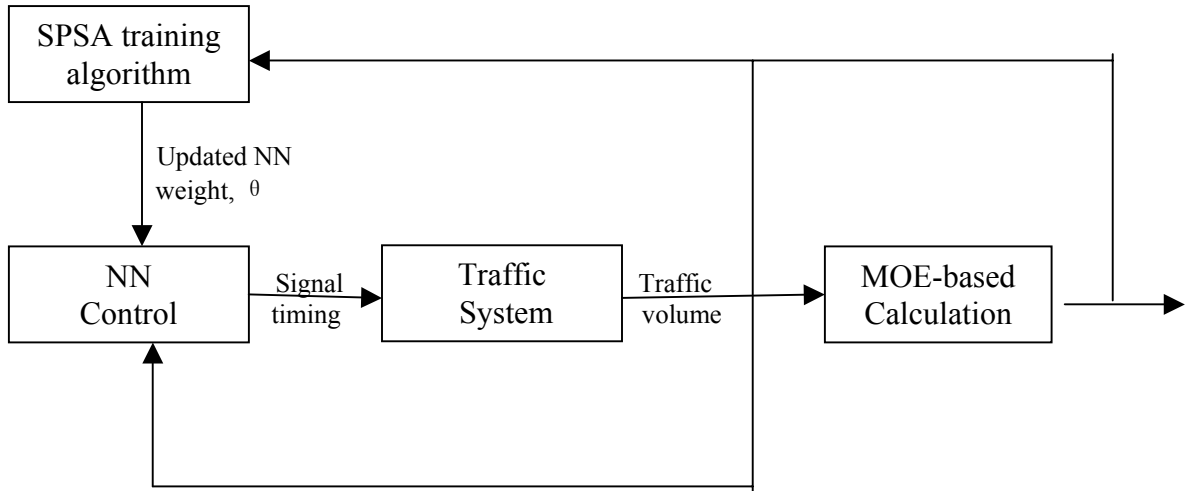 SPSA training
algorithm
Updated NN
weight, θ
NN
Control
Signal
timing
Traffic
System
Traffic
volume
MOE-based
Calculation